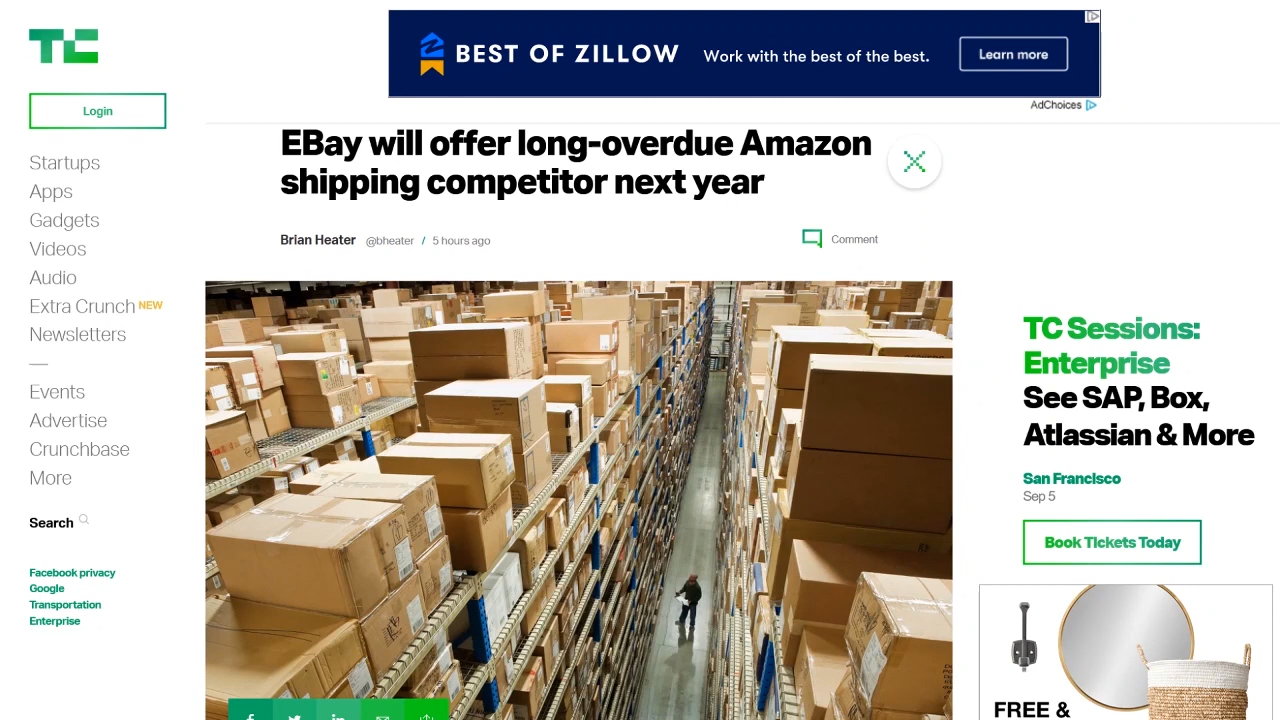 TC
Login
Startups
Apps
Gadgets
Videos
Audio
Extra Crunch NEW
Newsletters
—
Events
Advertise
Crunchbase
More
Search
Facebook privacy
Google
Transportation
Enterprise
BEST OF ZILLOW
Work with the best of the best.
Learn more
AdChoices
EBay will offer long-overdue Amazon
shipping competitor next year
Brian Heater @bheater / 5 hours ago
Comment
TC Sessions:
Enterprise
See SAP, Box,
Atlassian & More
San Francisco
Sep 5
Book Tickets Today
FREE &